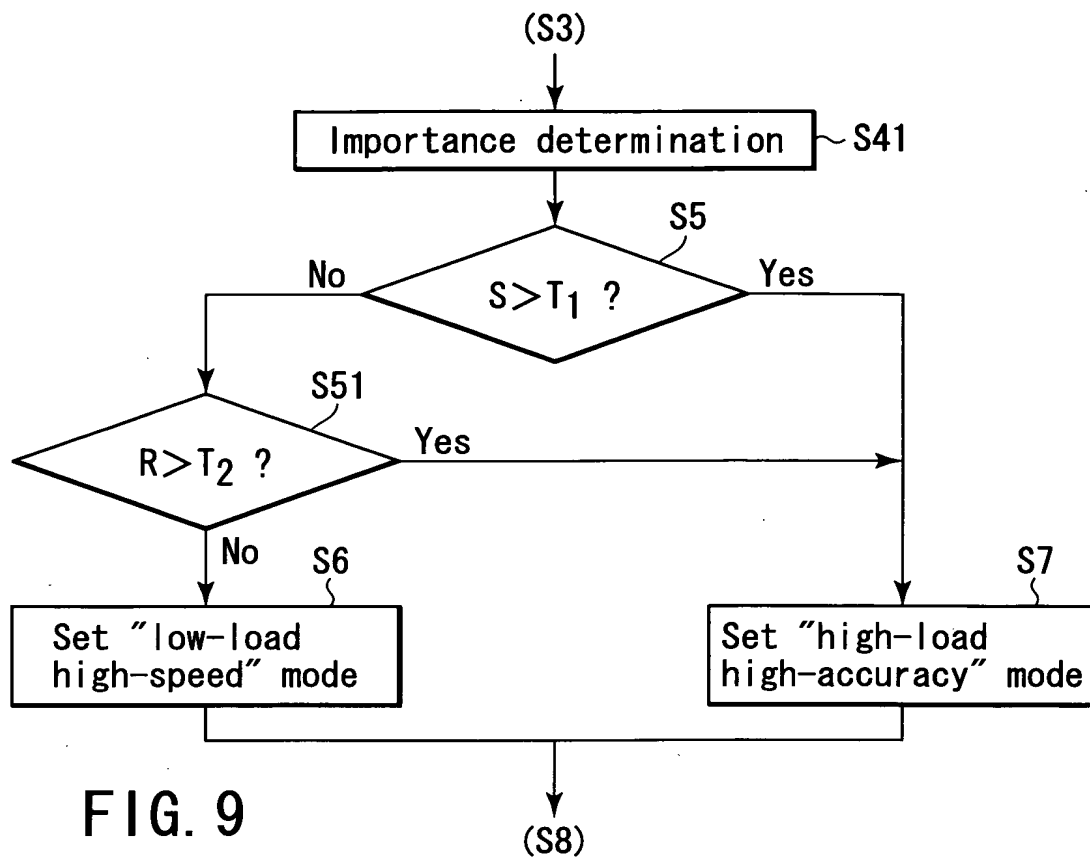 (S3)
Importance determination
S41
S5
No
S>T1 ?
Yes
S51
R>T2 ?
Yes
No
S6
Set "low-load
high-speed" mode
S7
Set "high-load
high-accuracy" mode
FIG. 9
(S8)